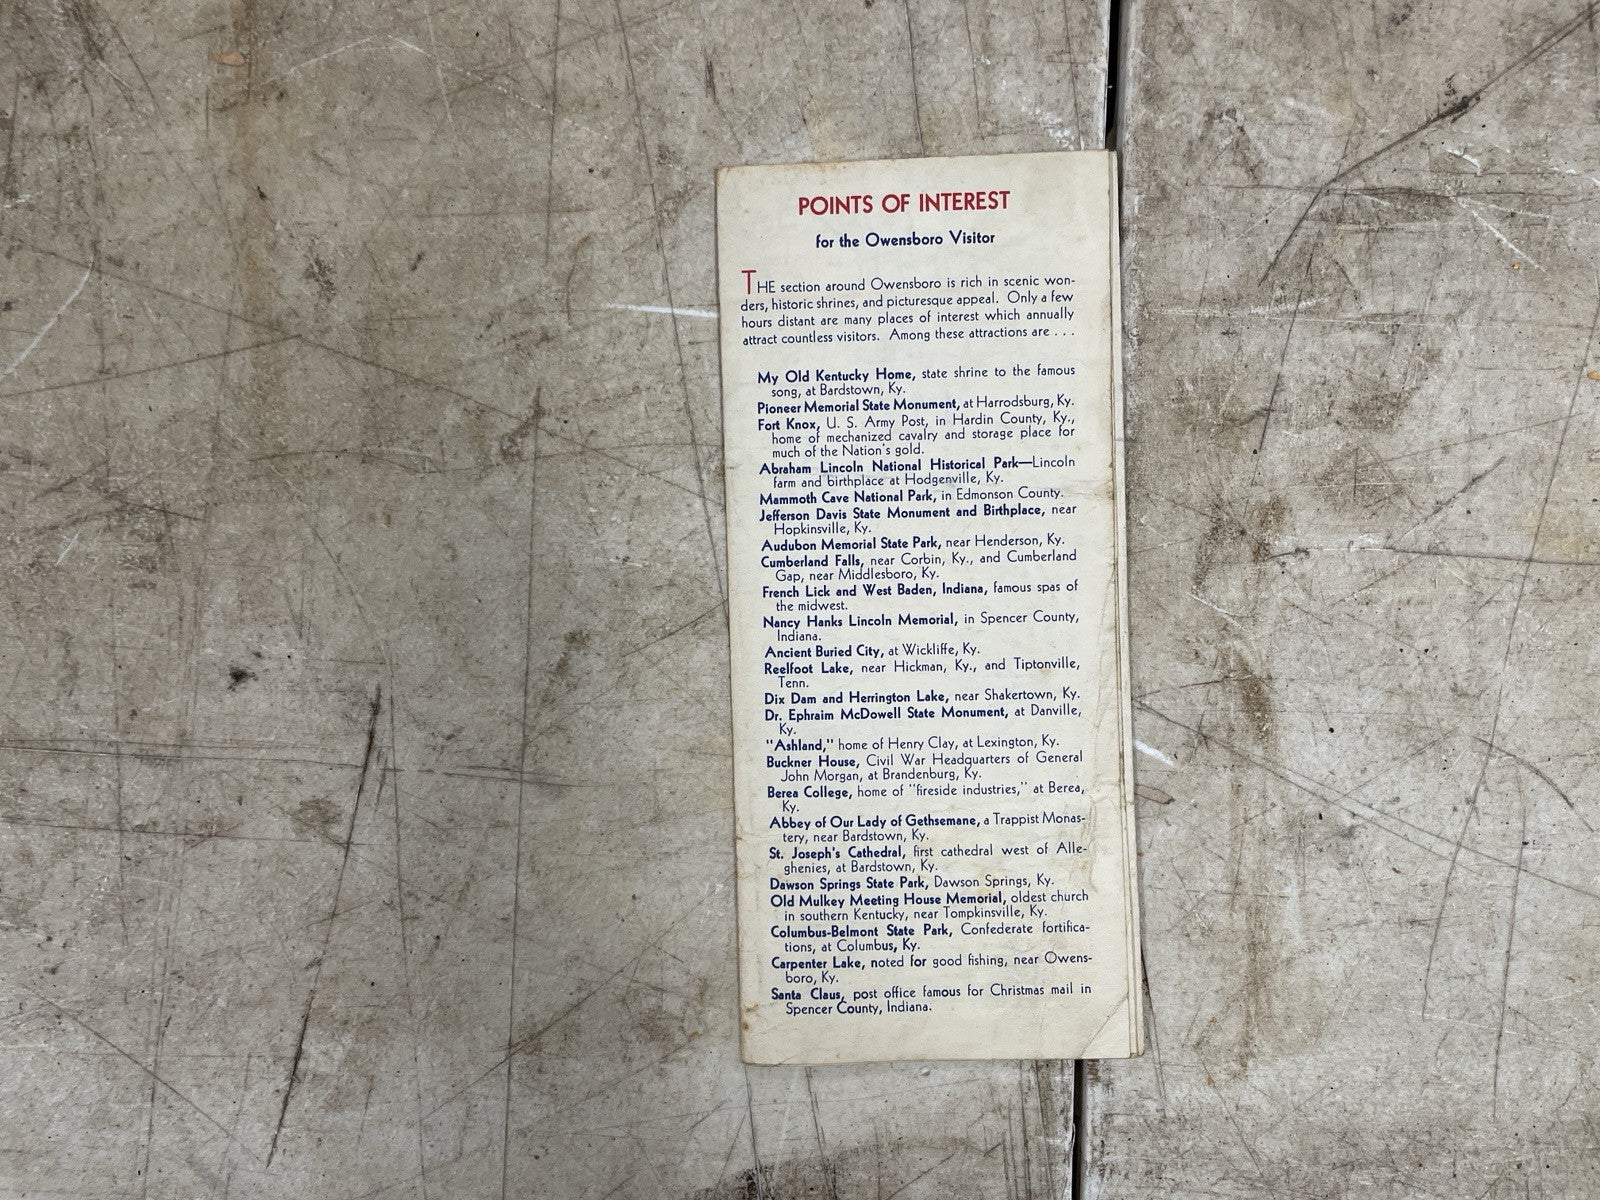 POINTS OF INTEREST
for the Owensboro Visitor
THE section around Owensboro is rich in scenic won-
ders, historic shrines, and picturesque appeal. Only a few
hours distant are many places of interest which annually
attract countless visitors. Among these attractions are . . .
My Old Kentucky Home, state shrine to the famous
song, at Bardstown, Ky.
Pioneer Memorial State Monument, at Harrodsburg, Ky.
Fort Knox, U. S. Army Post, in Hardin County, Ky.,
home of mechanized cavalry and storage place for
much of the Nation's gold.
Abraham Lincoln National Historical Park—Lincoln
farm and birthplace at Hodgenville, Ky.
Mammoth Cave National Park, in Edmonson County.
Jefferson Davis State Monument and Birthplace, near
Hopkinsville, Ky.
Audubon Memorial State Park, near Henderson, Ky.
Cumberland Falls, near Corbin, Ky., and Cumberland
Gap, near Middlesboro, Ky.
French Lick and West Baden, Indiana, famous spas of
the midwest.
Nancy Hanks Lincoln Memorial, in Spencer County,
Indiana.
Ancient Buried City, at Wickliffe, Ky.
Reelfoot Lake, near Hickman, Ky., and Tiptonville,
Tenn.
Dix Dam and Herrington Lake, near Shakertown, Ky.
Dr. Ephraim McDowell State Monument, at Danville,
Ky.
"Ashland," home of Henry Clay, at Lexington, Ky.
Buckner House, Civil War Headquarters of General
John Morgan, at Brandenburg, Ky.
Berea College, home of "fireside industries," at Berea,
Ky.
Abbey of Our Lady of Gethsemane, a Trappist Monas-
tery, near Bardstown, Ky.
St. Joseph's Cathedral, first cathedral west of Alle-
ghenies, at Bardstown, Ky.
Dawson Springs State Park, Dawson Springs, Ky.
Old Mulkey Meeting House Memorial, oldest church
in southern Kentucky, near Tompkinsville, Ky.
Columbus-Belmont State Park, Confederate fortifica-
tions, at Columbus, Ky.
Carpenter Lake, noted for good fishing, near Owens-
boro, Ky.
Santa Claus, post office famous for Christmas mail in
Spencer County, Indiana.